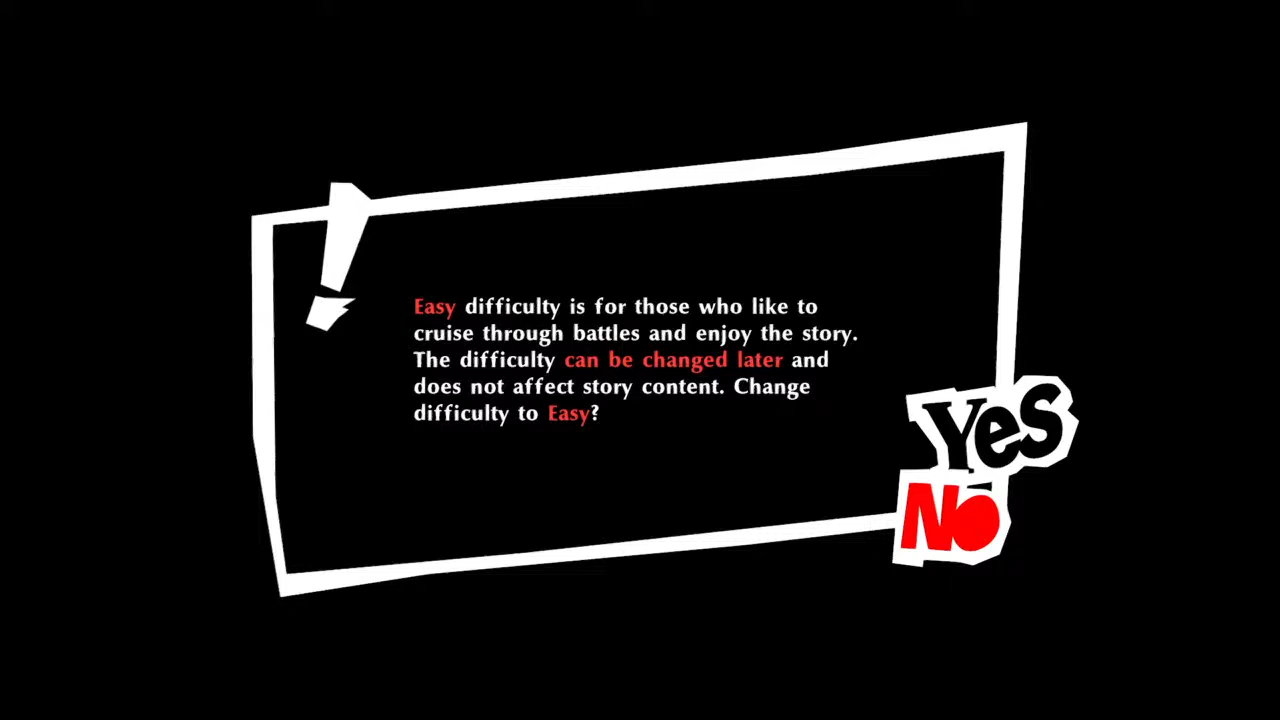 Easy difficulty is for those who like to
cruise through battles and enjoy the story.
The difficulty can be changed later and
does not affect story content. Change
difficulty to Easy?
Yes
No